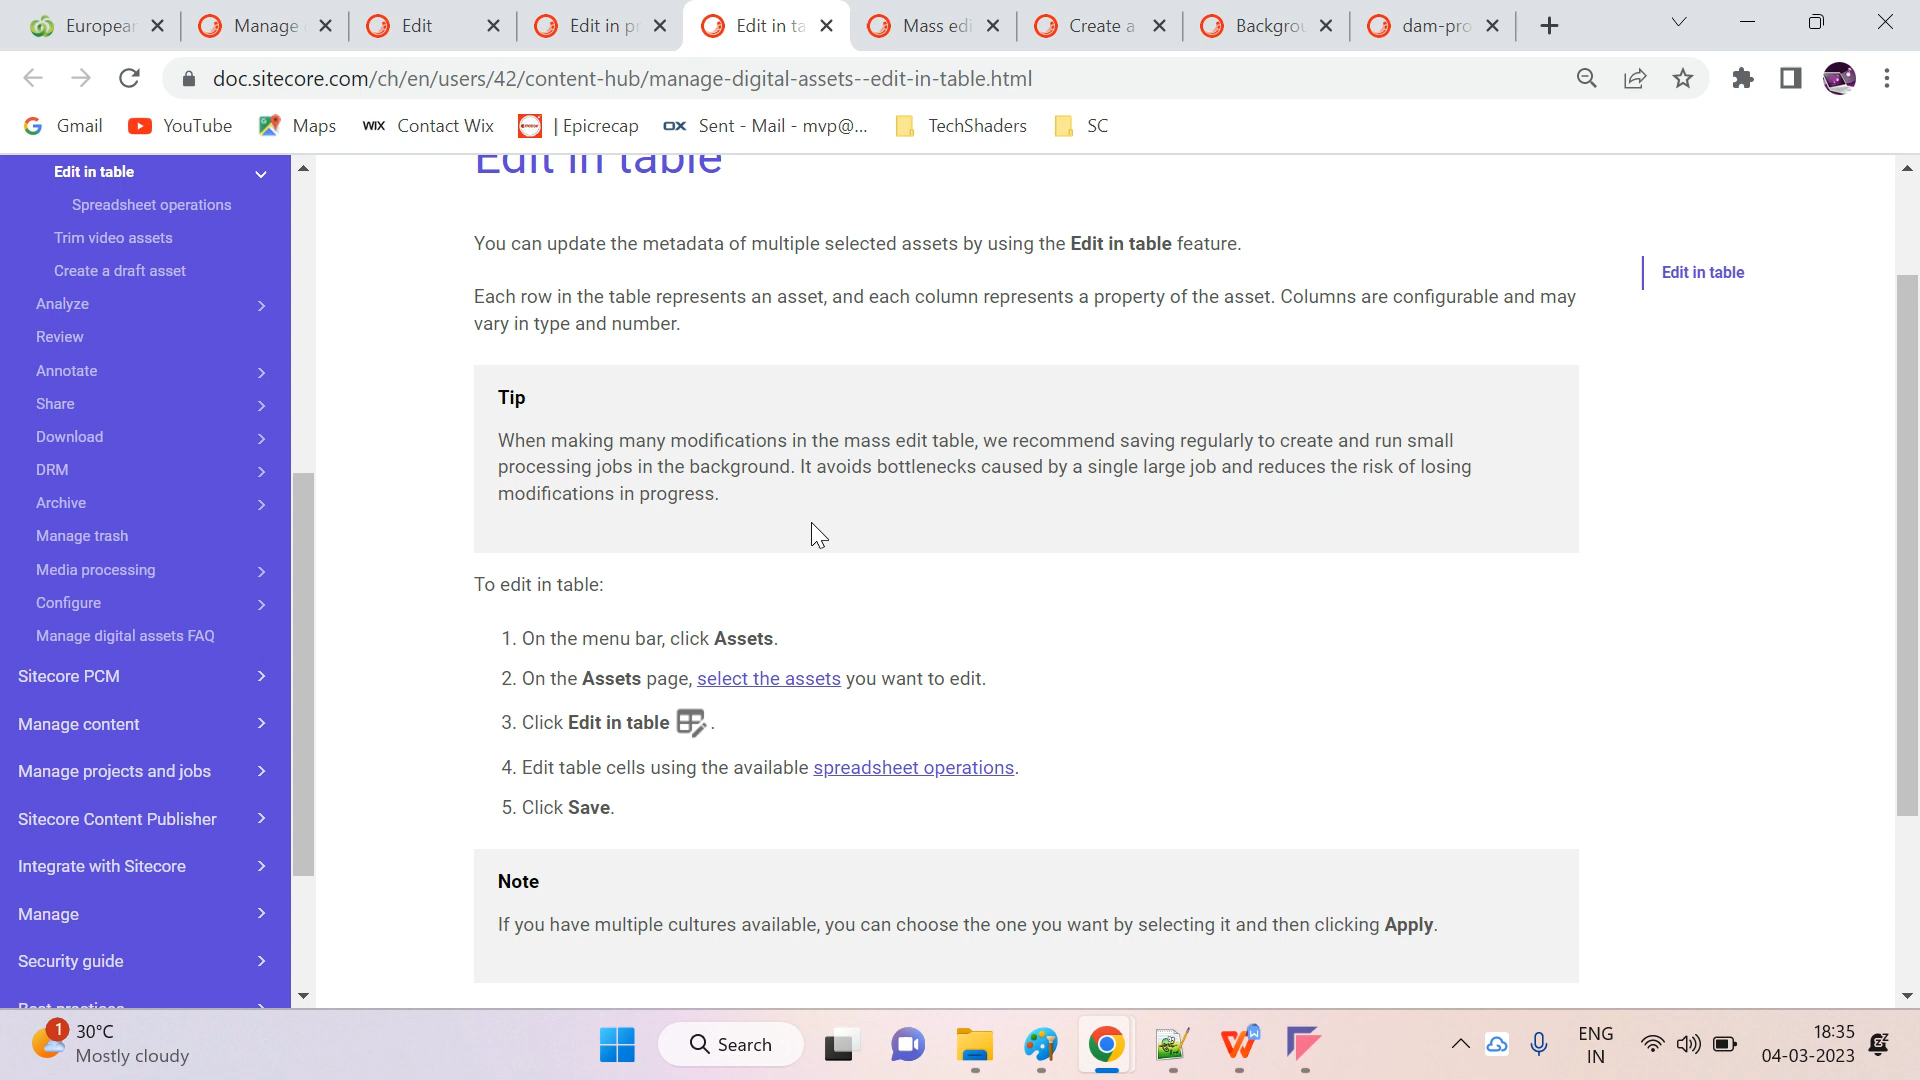 European
Manage
Edit
Edit in pr
Edit in ta
Mass edi
Create a
Backgrou
dam-pro
doc.sitecore.com/ch/en/users/42/content-hub/manage-digital-assets--edit-in-table.html
Gmail
YouTube
Maps
WIX Contact Wix
| Epicrecap
OX Sent - Mail - mvp@...
TechShaders
SC
Edit in table
Spreadsheet operations
Trim video assets
Create a draft asset
Analyze
Review
Annotate
Share
Download
DRM
Archive
Manage trash
Media processing
Configure
Manage digital assets FAQ
Sitecore PCM
Manage content
Manage projects and jobs
Sitecore Content Publisher
Integrate with Sitecore
Manage
Security guide
Best practices
Edit in table
You can update the metadata of multiple selected assets by using the Edit in table feature.
Each row in the table represents an asset, and each column represents a property of the asset. Columns are configurable and may
vary in type and number.
Tip
When making many modifications in the mass edit table, we recommend saving regularly to create and run small
processing jobs in the background. It avoids bottlenecks caused by a single large job and reduces the risk of losing
modifications in progress.
To edit in table:
1. On the menu bar, click Assets.
2. On the Assets page, select the assets you want to edit.
3. Click Edit in table .
4. Edit table cells using the available spreadsheet operations.
5. Click Save.
Note
If you have multiple cultures available, you can choose the one you want by selecting it and then clicking Apply.
Edit in table
1
30°C
Mostly cloudy
Search
ENG
IN
18:35
04-03-2023